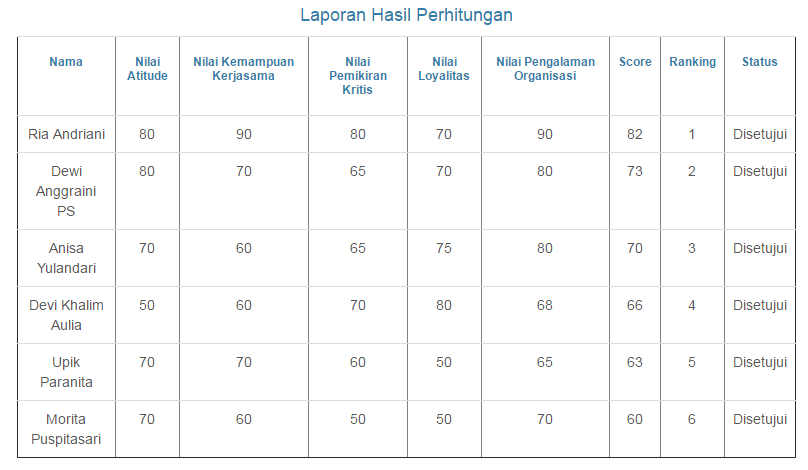 Laporan Hasil Perhitungan
Nama Nilai Atitude Nilai Kemampuan Kerjasama Nilai Pemikiran Kritis Nilai Loyalitas Nilai Pengalaman Organisasi Score Ranking Status
Ria Andriani 80 90 80 70 90 82 1 Disetujui
Dewi Anggraini PS 80 70 65 70 80 73 2 Disetujui
Anisa Yulandari 70 60 65 75 80 70 3 Disetujui
Devi Khalim Aulia 50 60 70 80 68 66 4 Disetujui
Upik Paranita 70 70 60 50 65 63 5 Disetujui
Morita Puspitasari 70 60 50 50 70 60 6 Disetujui